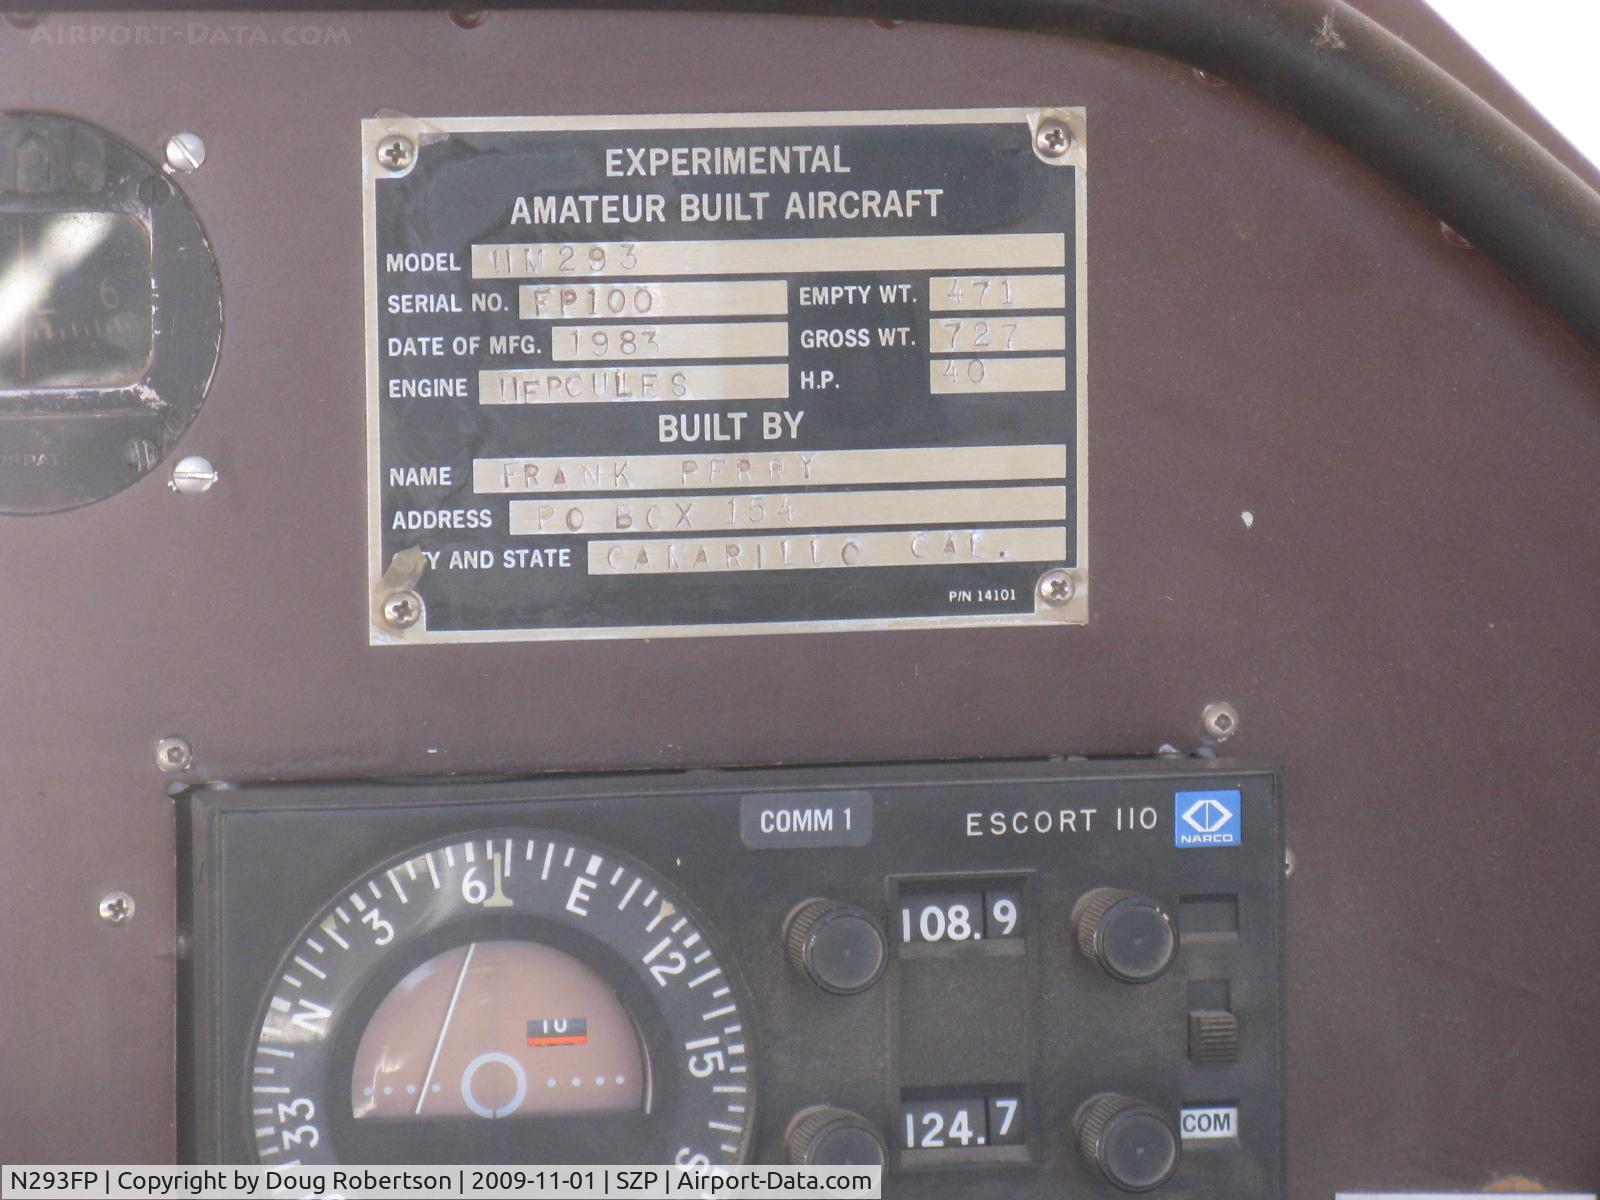 AIRPORT-DATA.COM
EXPERIMENTAL
AMATEUR BUILT AIRCRAFT
MODEL HM293
SERIAL NO. FP100 EMPTY WT. 471
DATE OF MFG. 1983 GROSS WT. 727
ENGINE HERCULES H.P. 40
BUILT BY
NAME FRANK PERRY
ADDRESS PO BOX 154
AND STATE CAMARILLO CAL.
P/N 14101
6
COMM 1 ESCORT 110 NARCO
N 3 6 E 12 15 S 33
TO
108.9
124.7 COM
N293FP | Copyright by Doug Robertson | 2009-11-01 | SZP | Airport-Data.com